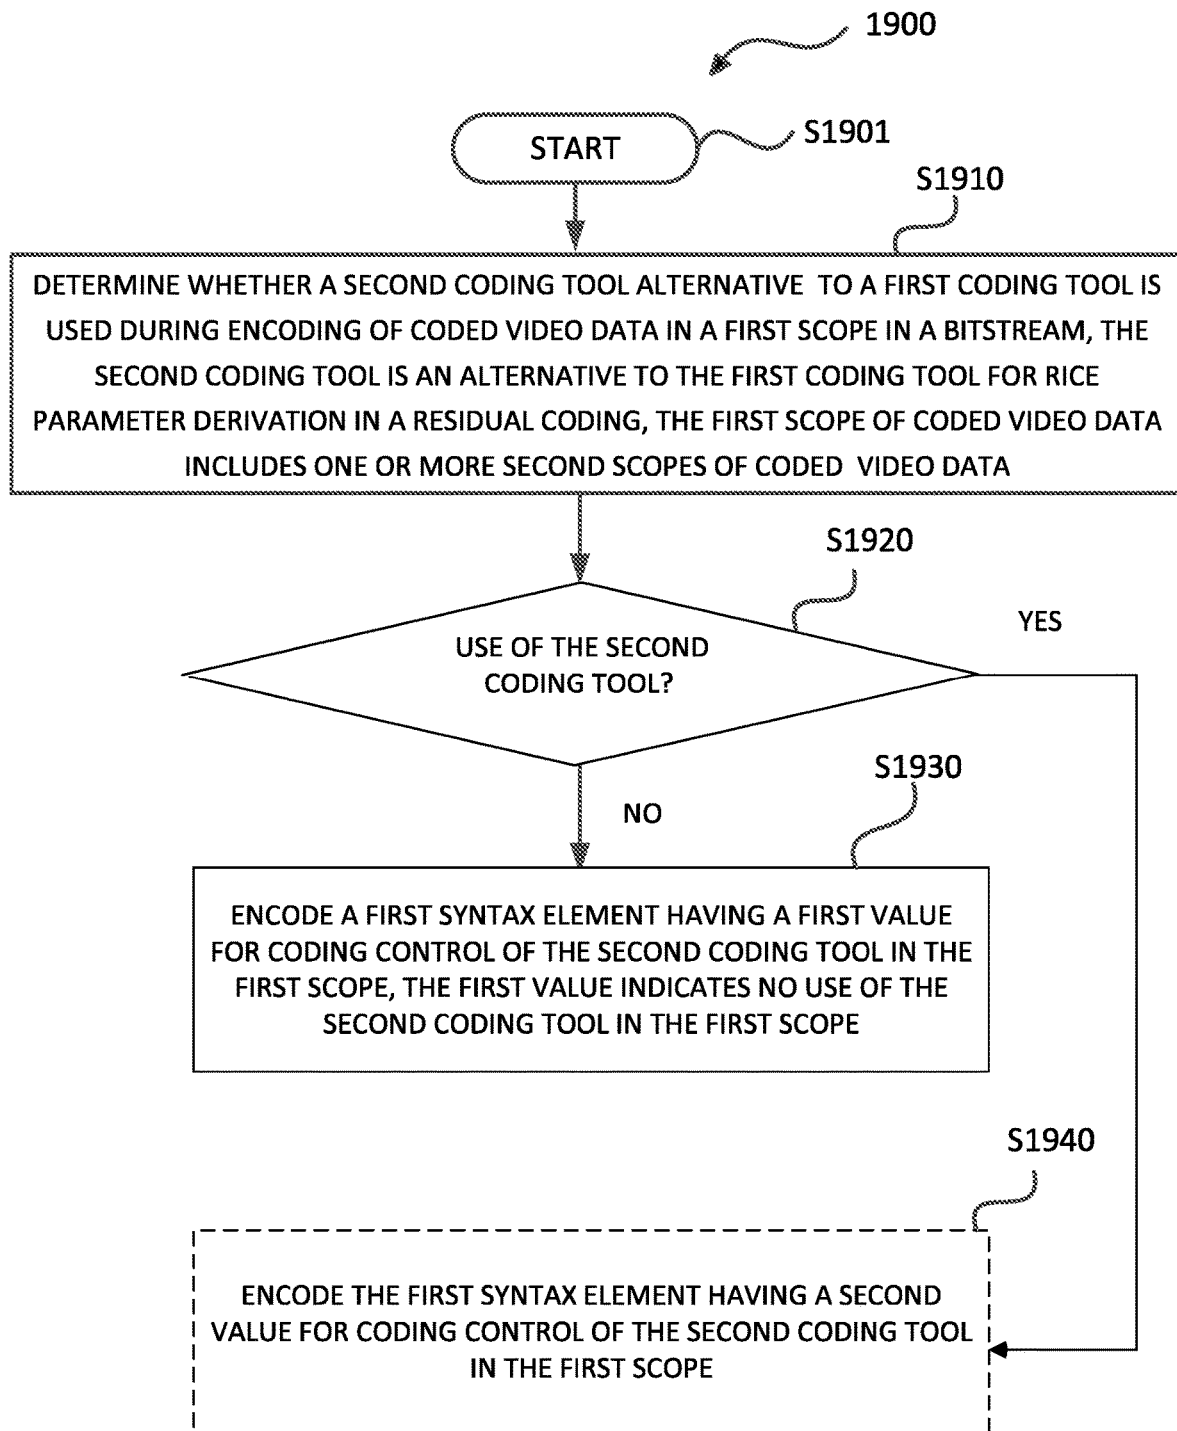 1900
START
S1901
S1910
DETERMINE WHETHER A SECOND CODING TOOL ALTERNATIVE TO A FIRST CODING TOOL IS
USED DURING ENCODING OF CODED VIDEO DATA IN A FIRST SCOPE IN A BITSTREAM, THE
SECOND CODING TOOL IS AN ALTERNATIVE TO THE FIRST CODING TOOL FOR RICE
PARAMETER DERIVATION IN A RESIDUAL CODING, THE FIRST SCOPE OF CODED VIDEO DATA
INCLUDES ONE OR MORE SECOND SCOPES OF CODED VIDEO DATA
S1920
YES
USE OF THE SECOND
CODING TOOL?
S1930
NO
ENCODE A FIRST SYNTAX ELEMENT HAVING A FIRST VALUE
FOR CODING CONTROL OF THE SECOND CODING TOOL IN THE
FIRST SCOPE, THE FIRST VALUE INDICATES NO USE OF THE
SECOND CODING TOOL IN THE FIRST SCOPE
S1940
ENCODE THE FIRST SYNTAX ELEMENT HAVING A SECOND
VALUE FOR CODING CONTROL OF THE SECOND CODING TOOL
IN THE FIRST SCOPE